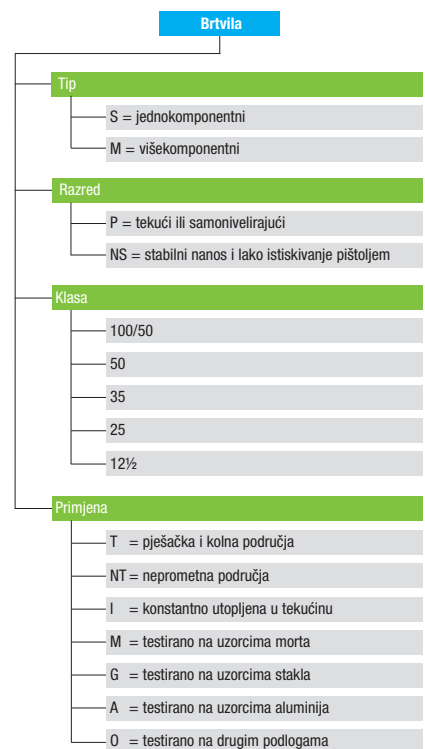 Brtvila
Tip
S = jednokomponentni
M = višekomponentni
Razred
P = tekući ili samonivelirajući
NS = stabilni nanos i lako istiskivanje pištoljem
Klasa
100/50
50
35
25
12½
Primjena
T = pješačka i kolna područja
NT = neprometna područja
I = konstantno utopljena u tekućinu
M = testirano na uzorcima morta
G = testirano na uzorcima stakla
A = testirano na uzorcima aluminija
O = testirano na drugim podlogama